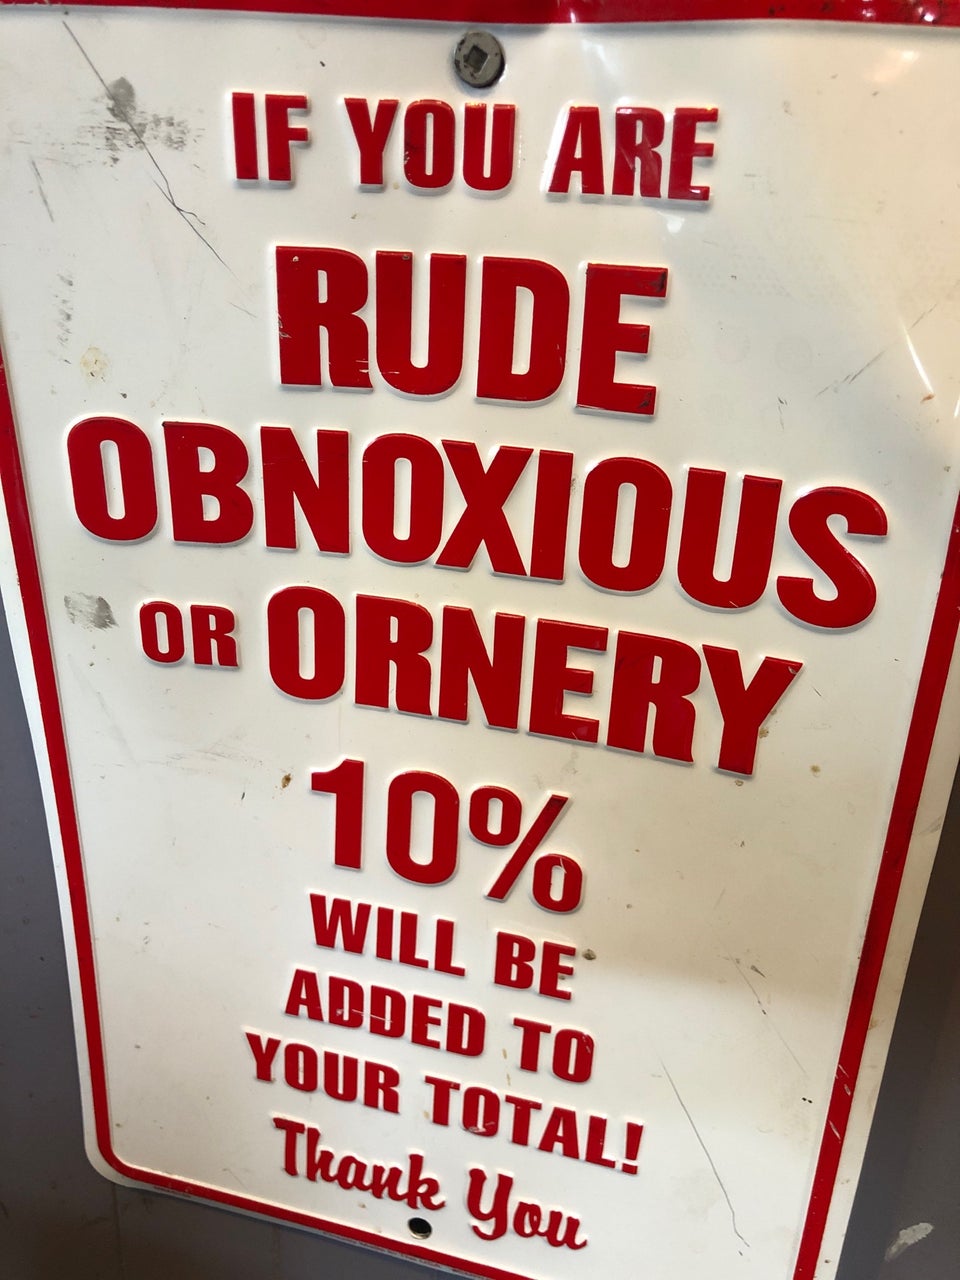 IF YOU ARE
RUDE
OBNOXIOUS
OR ORNERY
10%
WILL BE
ADDED TO
YOUR TOTAL!
Thank You